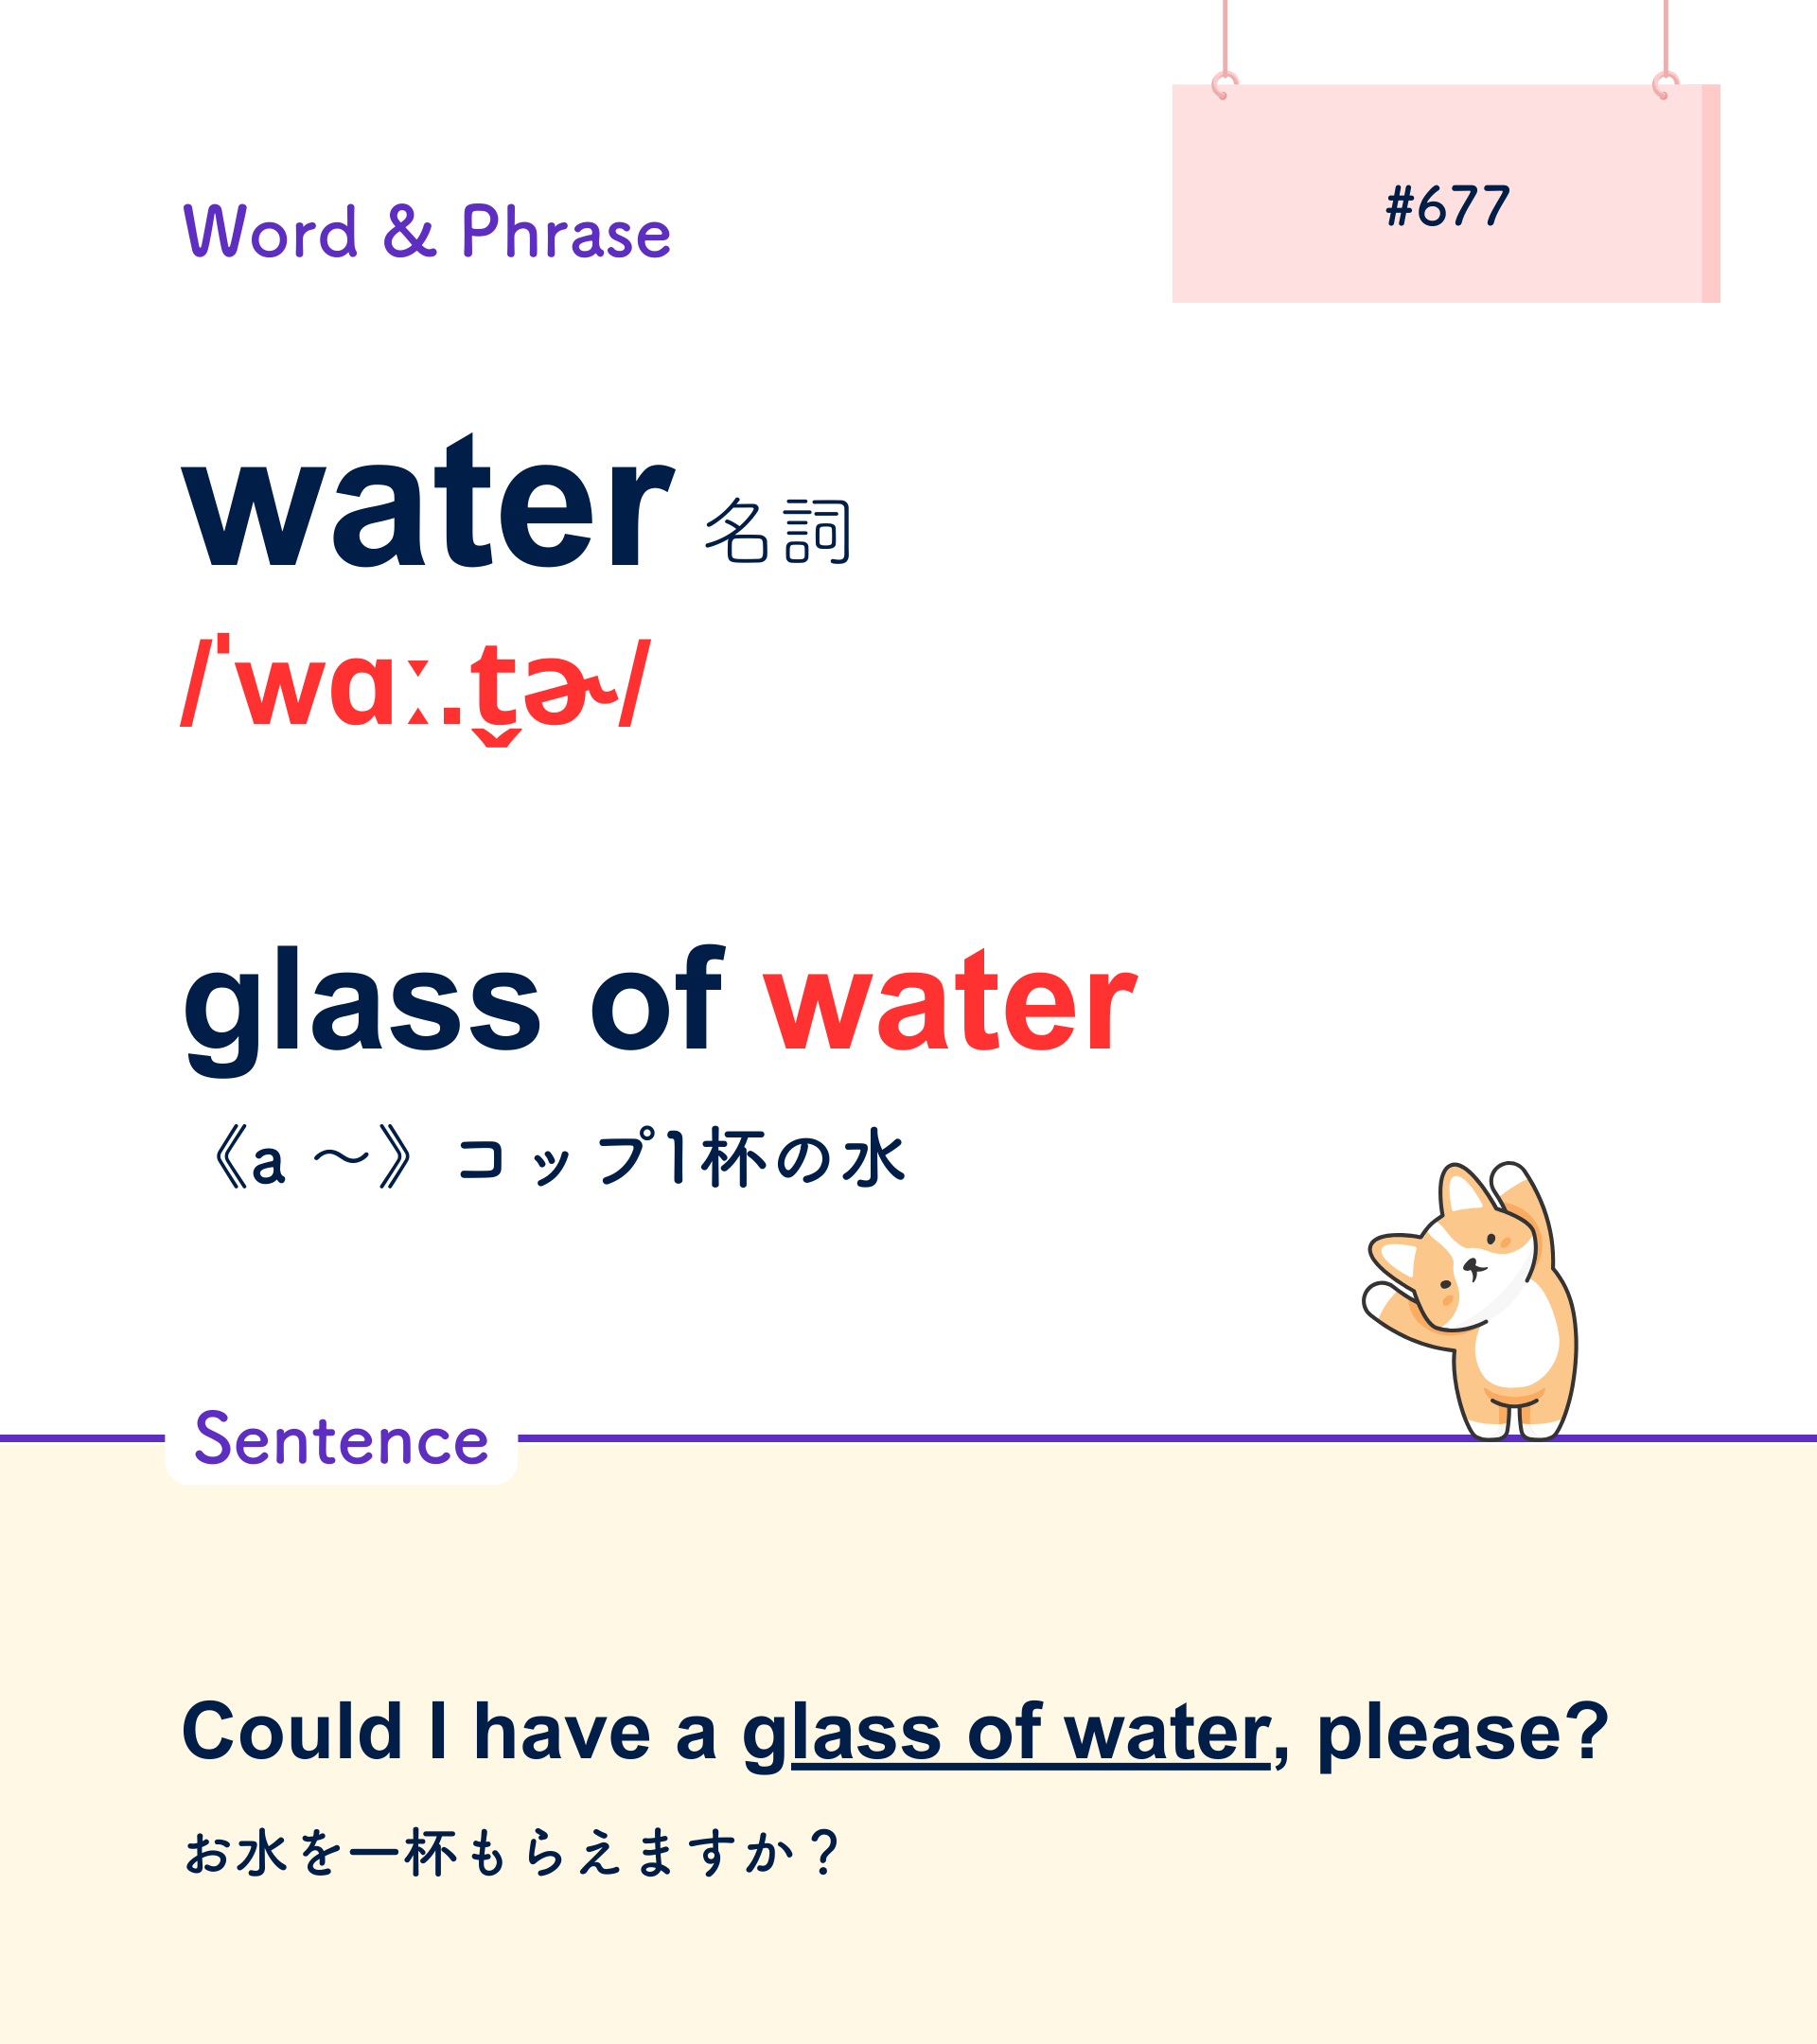 #677
Word & Phrase
water 名詞
/ˈwɑː.t̬ɚ/
glass of water
《a 〜》コップ1杯の水
Sentence
Could I have a glass of water, please?
お水を一杯もらえますか？